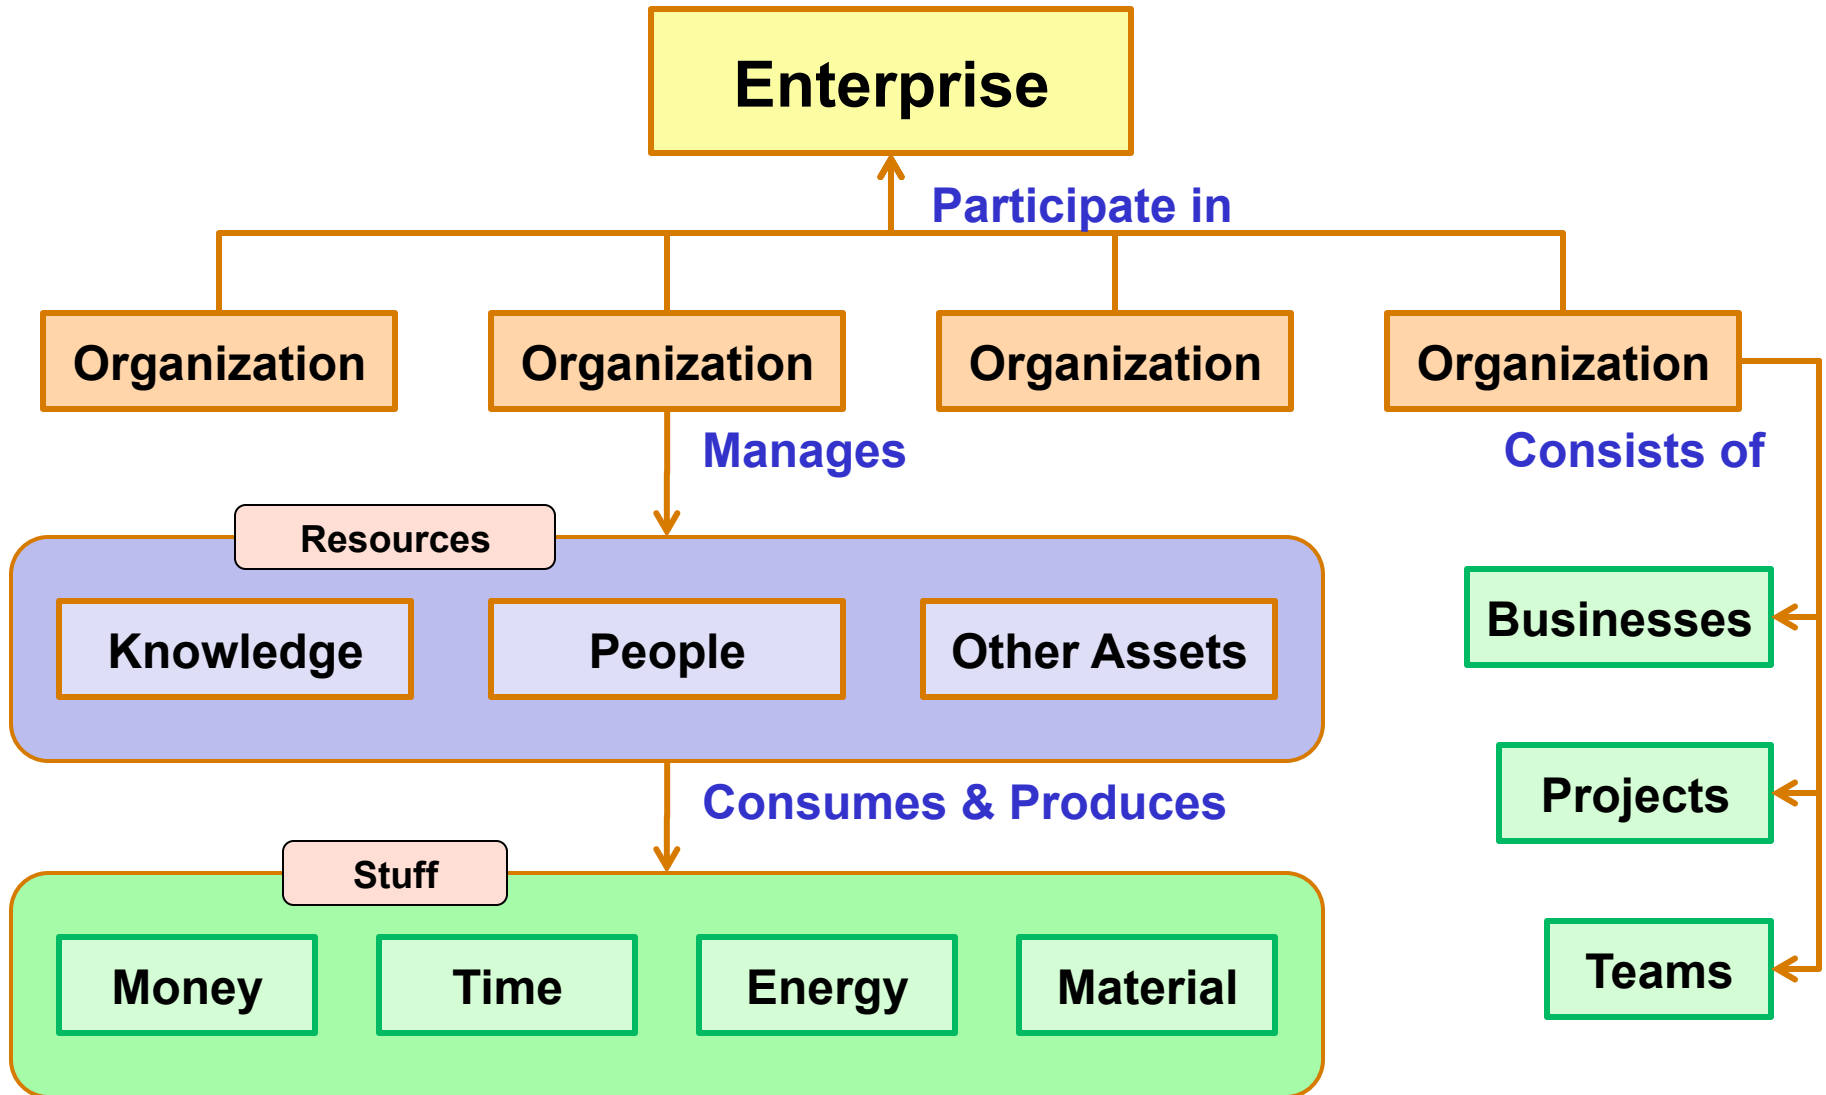 Enterprise
Participate in
Organization
Organization
Organization
Organization
Manages
Consists of
Resources
Knowledge
People
Other Assets
Businesses
Projects
Consumes & Produces
Stuff
Money
Time
Energy
Material
Teams